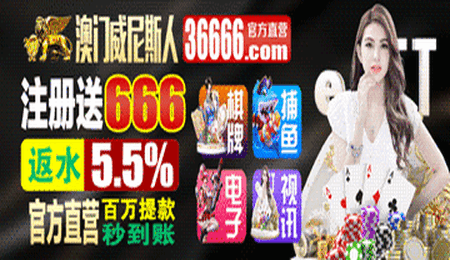 澳门威尼斯人
36666.com
官方直营
注册送666
返水5.5%
官方直营
百万提款
秒到账
棋牌
捕鱼
电子
视讯